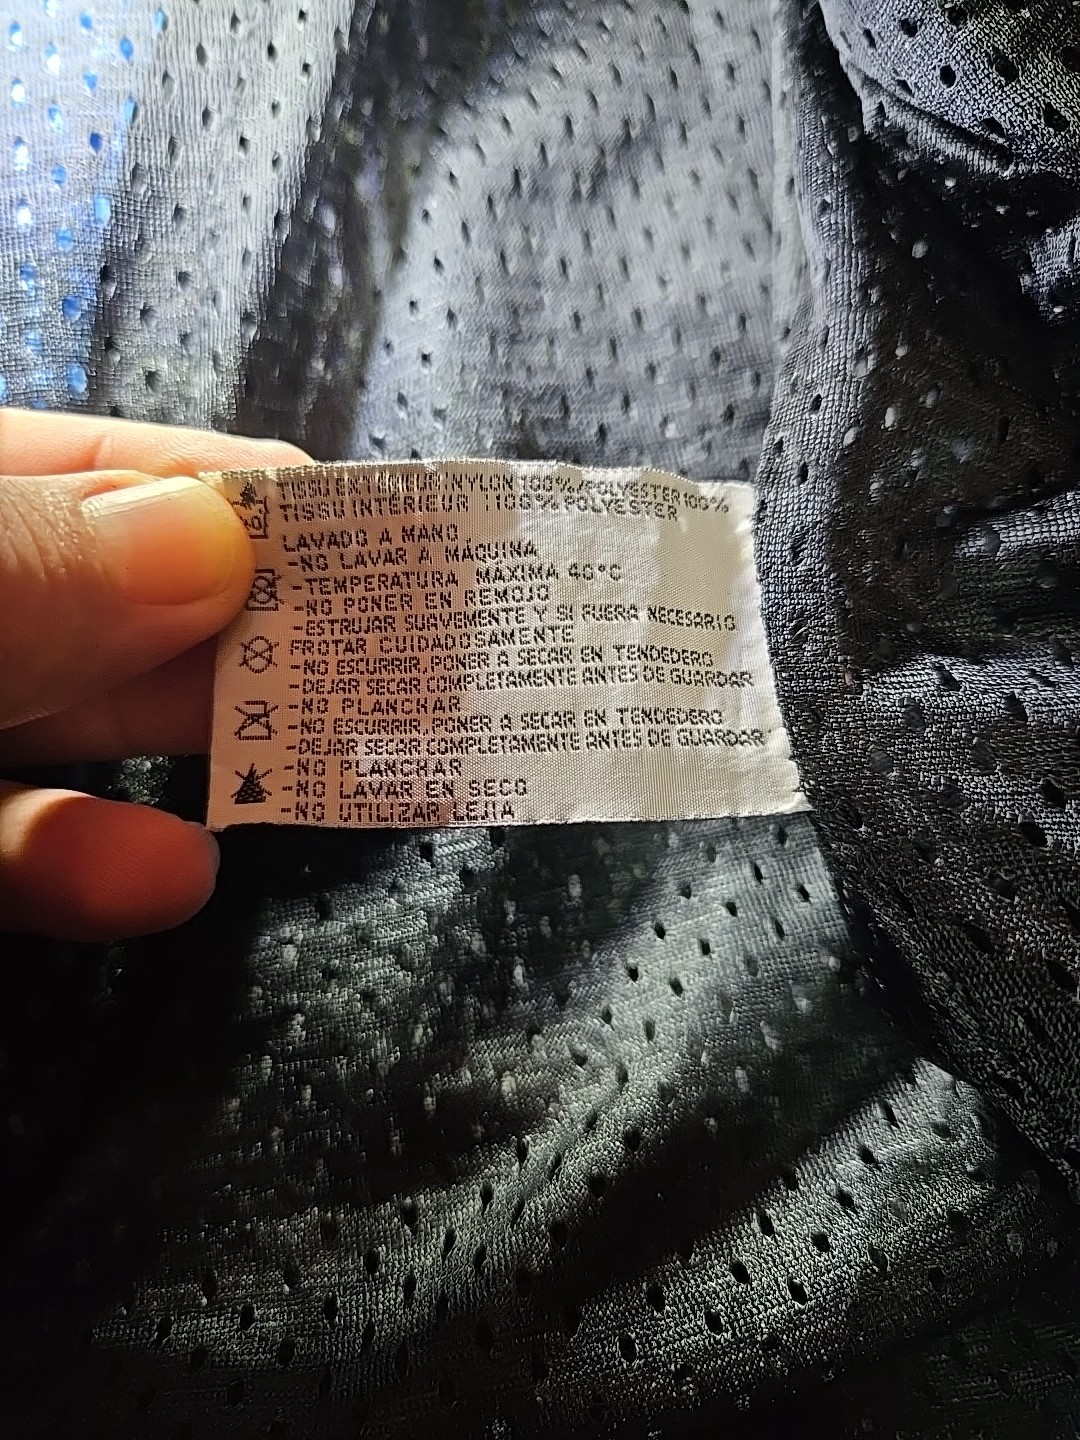 TISSU EXTERIEUR NYLON 100% POLYESTER 100%
TISSU INTERIEUR :100% POLYESTER
LAVADO A MANO
-NO LAVAR A MÁQUINA
-TEMPERATURA MÁXIMA 40°C
-NO PONER EN REMOJO
-ESTRUJAR SUAVEMENTE Y SI FUERA NECESARIO
FROTAR CUIDADOSAMENTE
-NO ESCURRIR, PONER A SECAR EN TENDEDERO
-DEJAR SECAR COMPLETAMENTE ANTES DE GUARDAR
-NO PLANCHAR
-NO ESCURRIR, PONER A SECAR EN TENDEDERO
-DEJAR SECAR COMPLETAMENTE ANTES DE GUARDAR
-NO PLANCHAR
-NO LAVAR EN SECO
-NO UTILIZAR LEJIA